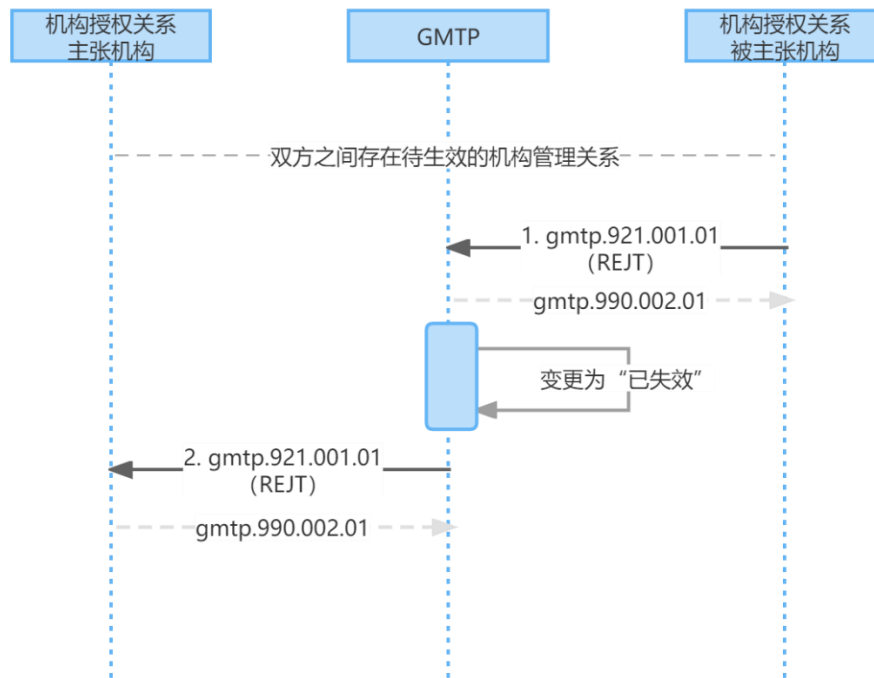 机构授权关系
主张机构
GMTP
机构授权关系
被主张机构
双方之间存在待生效的机构管理关系
1. gmtp.921.001.01
（REJT）
gmtp.990.002.01
变更为“已失效”
2. gmtp.921.001.01
（REJT）
gmtp.990.002.01